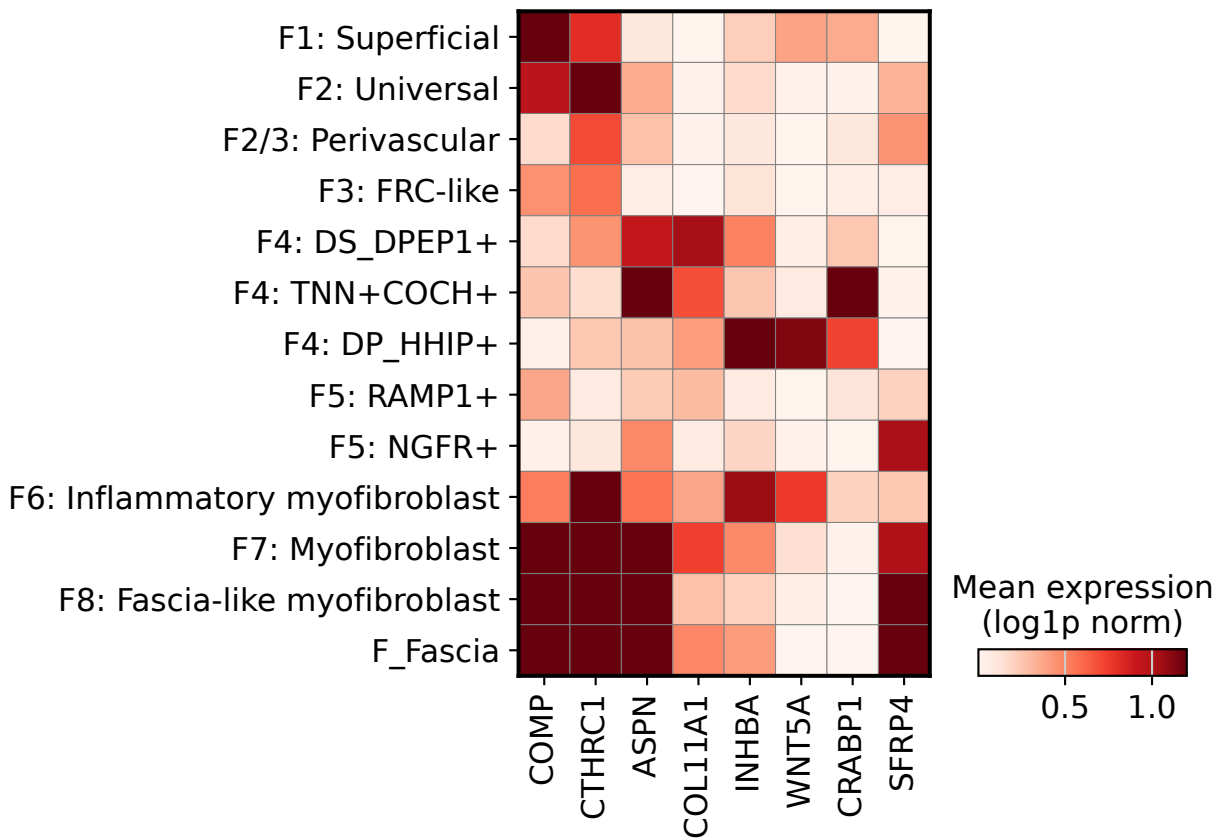 F1: Superficial
F2: Universal
F2/3: Perivascular
F3: FRC-like
F4: DS_DPEP1+
F4: TNN+COCH+
F4: DP_HHIP+
F5: RAMP1+
F5: NGFR+
F6: Inflammatory myofibroblast
F7: Myofibroblast
F8: Fascia-like myofibroblast
F_Fascia
COMP
CTHRC1
ASPN
COL11A1
INHBA
WNT5A
CRABP1
SFRP4
Mean expression
(log1p norm)
0.5 1.0